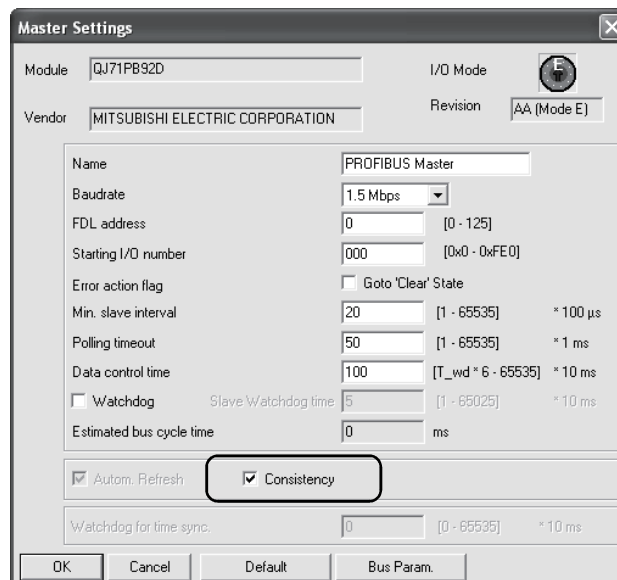 Master Settings
Module QJ71PB92D I/O Mode E
Vendor MITSUBISHI ELECTRIC CORPORATION Revision AA (Mode E)
Name PROFIBUS Master
Baudrate 1.5 Mbps
FDL address 0 [0 - 125]
Starting I/O number 000 [0x0 - 0xFE0]
Error action flag Goto 'Clear' State
Min. slave interval 20 [1 - 65535] * 100 µs
Polling timeout 50 [1 - 65535] * 1 ms
Data control time 100 [T_wd * 6 - 65535] * 10 ms
Watchdog Slave Watchdog time 5 [1 - 65025] * 10 ms
Estimated bus cycle time 0 ms
Autom. Refresh Consistency
Watchdog for time sync. 0 [0 - 65535] * 10 ms
OK Cancel Default Bus Param.